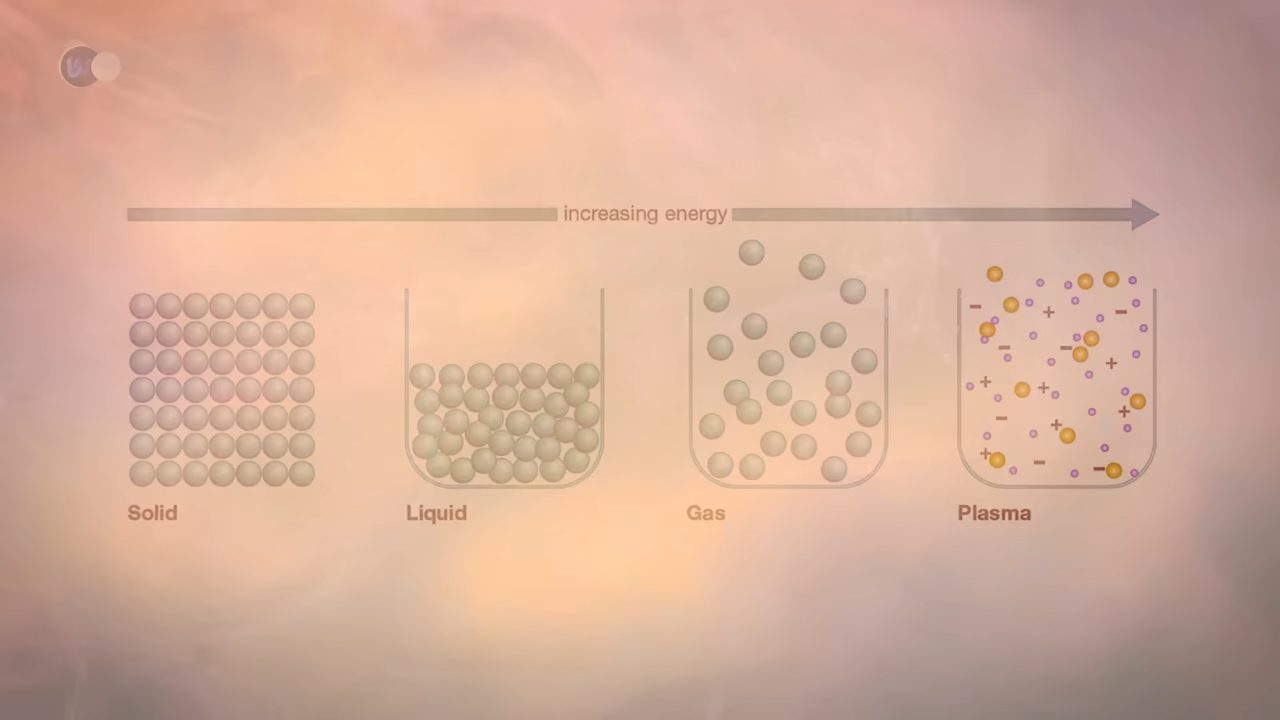 increasing energy
Solid
Liquid
Gas
Plasma